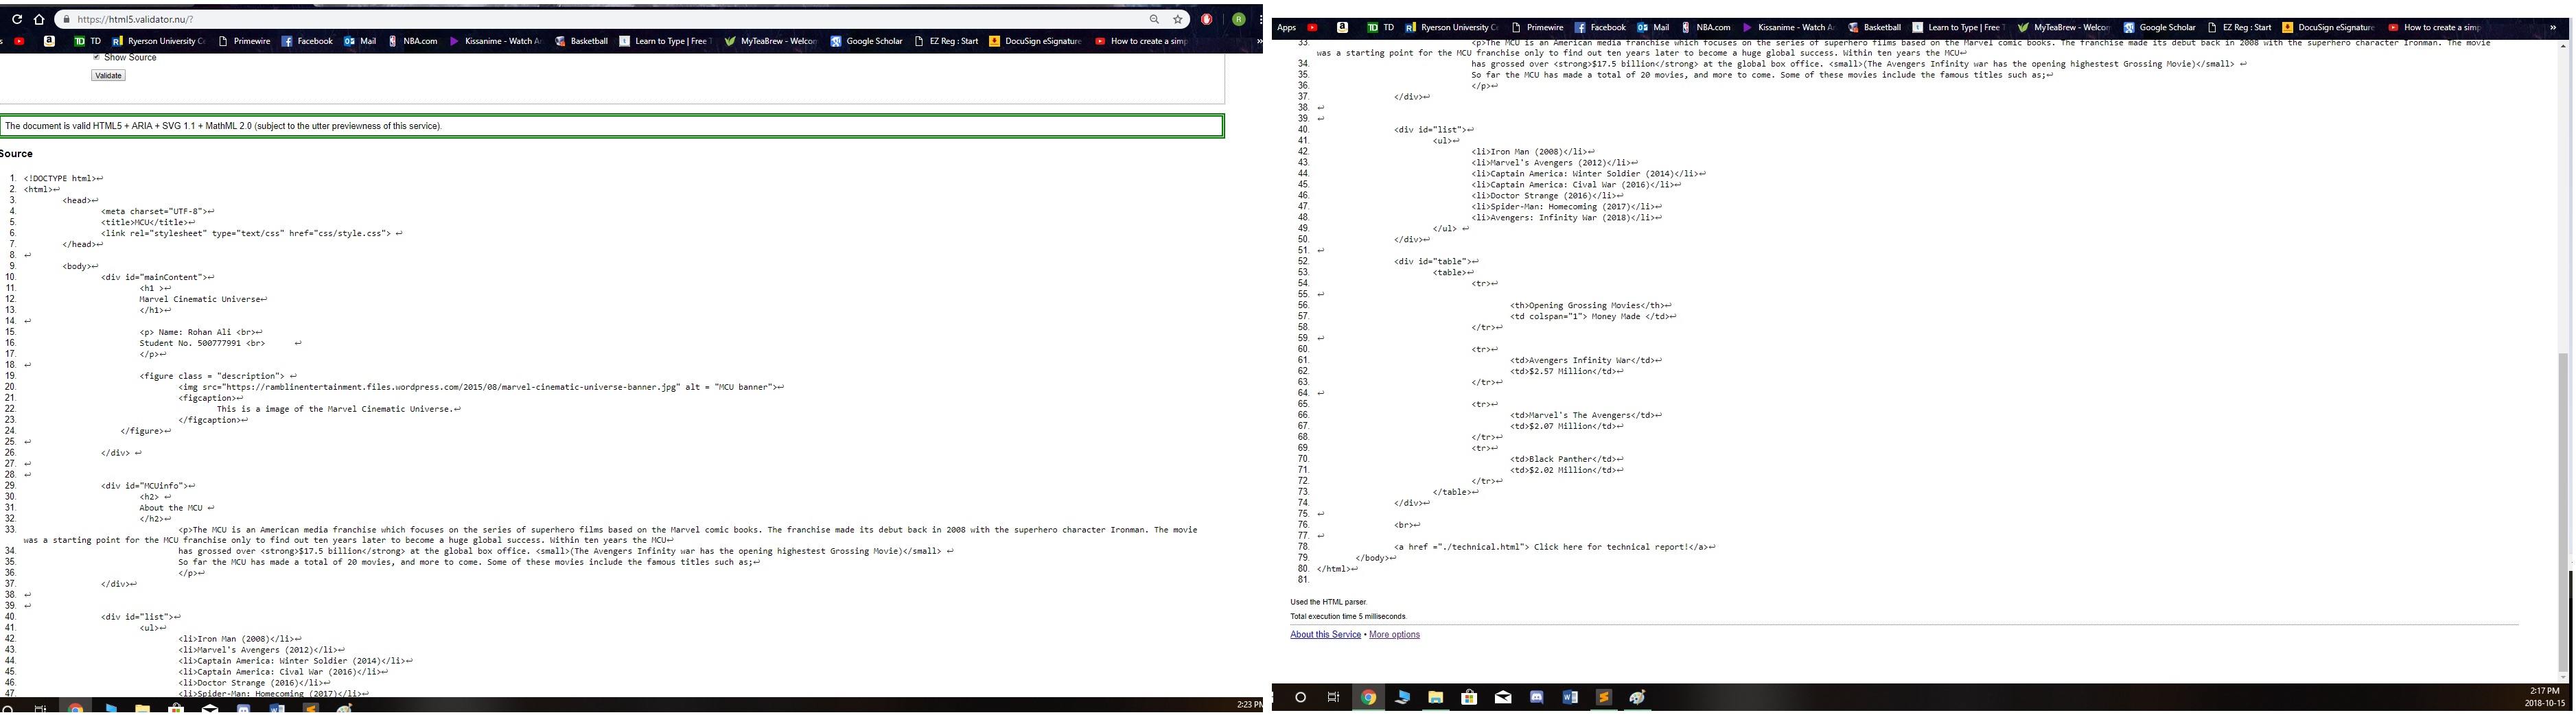 https://html5.validator.nu/?
TD Ryerson University Primewire Facebook Mail NBA.com Kissanime - Watch Basketball Learn to Type | Free MyTeaBrew - Google Scholar EZ Reg : Start DocuSign eSignature How to create a simp »
Show Source
Validate
The document is valid HTML5 + ARIA + SVG 1.1 + MathML 2.0 (subject to the utter previewness of this service).
Source
1. <!DOCTYPE html>↩
2. <html>↩
3. <head>↩
4. <meta charset="UTF-8">↩
5. <title>MCU</title>↩
6. <link rel="stylesheet" type="text/css" href="css/style.css"> ↩
7. </head>↩
8. ↩
9. <body>↩
10. <div id="mainContent">↩
11. <h1 >↩
12. Marvel Cinematic Universe↩
13. </h1>↩
14. ↩
15. <p> Name: Rohan Ali <br>↩
16. Student No. 500777991 <br> ↩
17. </p>↩
18. ↩
19. <figure class = "description"> ↩
20. <img src="https://ramblinentertainment.files.wordpress.com/2015/08/marvel-cinematic-universe-banner.jpg" alt = "MCU banner">↩
21. <figcaption>↩
22. This is a image of the Marvel Cinematic Universe.↩
23. </figcaption>↩
24. </figure>↩
25. ↩
26. </div> ↩
27. ↩
28. ↩
29. <div id="MCUinfo">↩
30. <h2> ↩
31. About the MCU ↩
32. </h2>↩
33. <p>The MCU is an American media franchise which focuses on the series of superhero films based on the Marvel comic books. The franchise made its debut back in 2008 with the superhero character Ironman. The movie
was a starting point for the MCU franchise only to find out ten years later to become a huge global success. Within ten years the MCU↩
34. has grossed over <strong>$17.5 billion</strong> at the global box office. <small>(The Avengers Infinity war has the opening highestest Grossing Movie)</small> ↩
35. So far the MCU has made a total of 20 movies, and more to come. Some of these movies include the famous titles such as;↩
36. </p>↩
37. </div>↩
38. ↩
39. ↩
40. <div id="list">↩
41. <ul>↩
42. <li>Iron Man (2008)</li>↩
43. <li>Marvel's Avengers (2012)</li>↩
44. <li>Captain America: Winter Soldier (2014)</li>↩
45. <li>Captain America: Cival War (2016)</li>↩
46. <li>Doctor Strange (2016)</li>↩
47. <li>Spider-Man: Homecoming (2017)</li>↩
2:23 PM
Apps TD Ryerson University Primewire Facebook Mail NBA.com Kissanime - Watch Basketball Learn to Type | Free MyTeaBrew - Google Scholar EZ Reg : Start DocuSign eSignature How to create a simp »
33. <p>The MCU is an American media franchise which focuses on the series of superhero films based on the Marvel comic books. The franchise made its debut back in 2008 with the superhero character Ironman. The movie
was a starting point for the MCU franchise only to find out ten years later to become a huge global success. Within ten years the MCU↩
34. has grossed over <strong>$17.5 billion</strong> at the global box office. <small>(The Avengers Infinity war has the opening highestest Grossing Movie)</small> ↩
35. So far the MCU has made a total of 20 movies, and more to come. Some of these movies include the famous titles such as;↩
36. </p>↩
37. </div>↩
38. ↩
39. ↩
40. <div id="list">↩
41. <ul>↩
42. <li>Iron Man (2008)</li>↩
43. <li>Marvel's Avengers (2012)</li>↩
44. <li>Captain America: Winter Soldier (2014)</li>↩
45. <li>Captain America: Cival War (2016)</li>↩
46. <li>Doctor Strange (2016)</li>↩
47. <li>Spider-Man: Homecoming (2017)</li>↩
48. <li>Avengers: Infinity War (2018)</li>↩
49. </ul> ↩
50. </div>↩
51. ↩
52. <div id="table">↩
53. <table>↩
54. <tr>↩
55. ↩
56. <th>Opening Grossing Movies</th>↩
57. <td colspan="1"> Money Made </td>↩
58. </tr>↩
59. ↩
60. <tr>↩
61. <td>Avengers Infinity War</td>↩
62. <td>$2.57 Million</td>↩
63. </tr>↩
64. ↩
65. <tr>↩
66. <td>Marvel's The Avengers</td>↩
67. <td>$2.07 Million</td>↩
68. </tr>↩
69. <tr>↩
70. <td>Black Panther</td>↩
71. <td>$2.02 Million</td>↩
72. </tr>↩
73. </table>↩
74. </div>↩
75. ↩
76. <br>↩
77. ↩
78. <a href ="./technical.html"> Click here for technical report!</a>↩
79. </body>↩
80. </html>↩
81.
Used the HTML parser.
Total execution time 5 milliseconds.
About this Service • More options
2:17 PM
2018-10-15